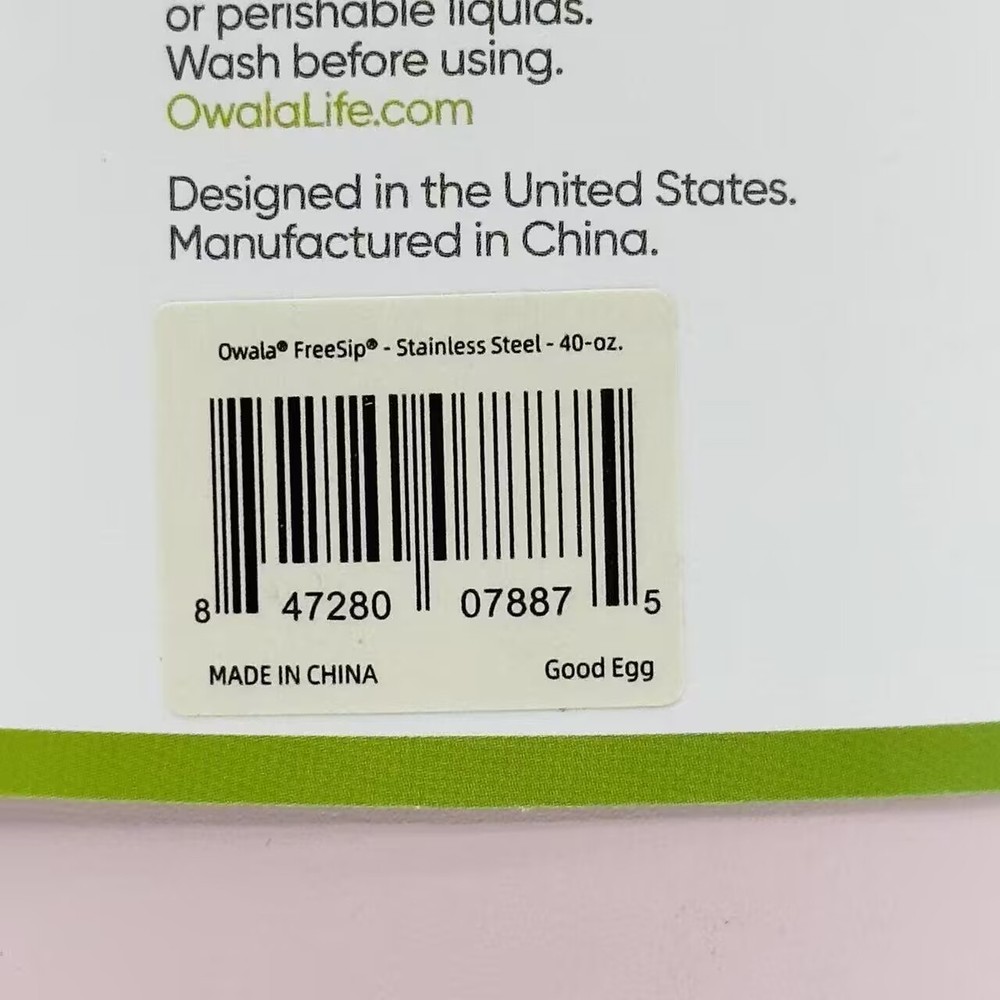 or perishable liquids.
Wash before using.
OwalaLife.com
Designed in the United States.
Manufactured in China.
Owala® FreeSip® - Stainless Steel - 40-oz.
8 47280 07887 5
MADE IN CHINA Good Egg